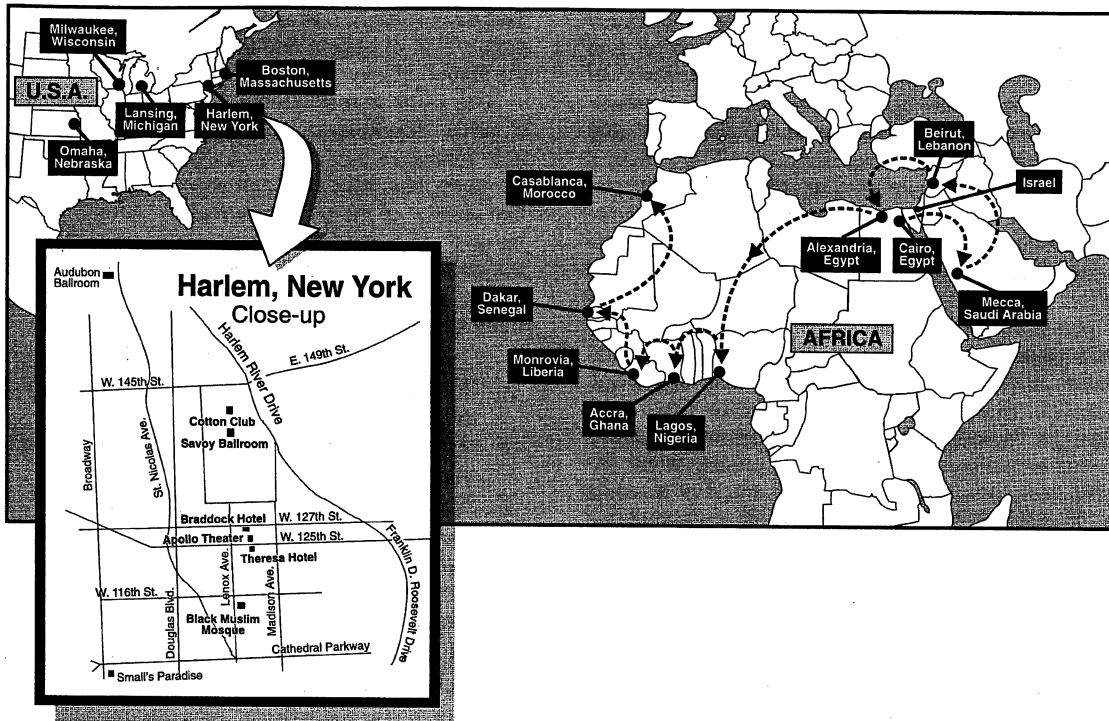 Milwaukee,
Wisconsin
U.S.A.
Boston,
Massachusetts
Lansing,
Michigan
Harlem,
New York
Omaha,
Nebraska
Casablanca,
Morocco
Beirut,
Lebanon
Israel
Alexandria,
Egypt
Cairo,
Egypt
Mecca,
Saudi Arabia
Dakar,
Senegal
AFRICA
Monrovia,
Liberia
Accra,
Ghana
Lagos,
Nigeria
Harlem, New York
Close-up
Audubon
Ballroom
Harlem River Drive
E. 149th St.
W. 145th St.
Cotton Club
Savoy Ballroom
Broadway
St. Nicolas Ave.
Braddock Hotel
W. 127th St.
Apollo Theater
W. 125th St.
Theresa Hotel
Lenox Ave.
Madison Ave.
Franklin D. Roosevelt Drive
W. 116th St.
Douglas Blvd.
Black Muslim
Mosque
Cathedral Parkway
Small's Paradise